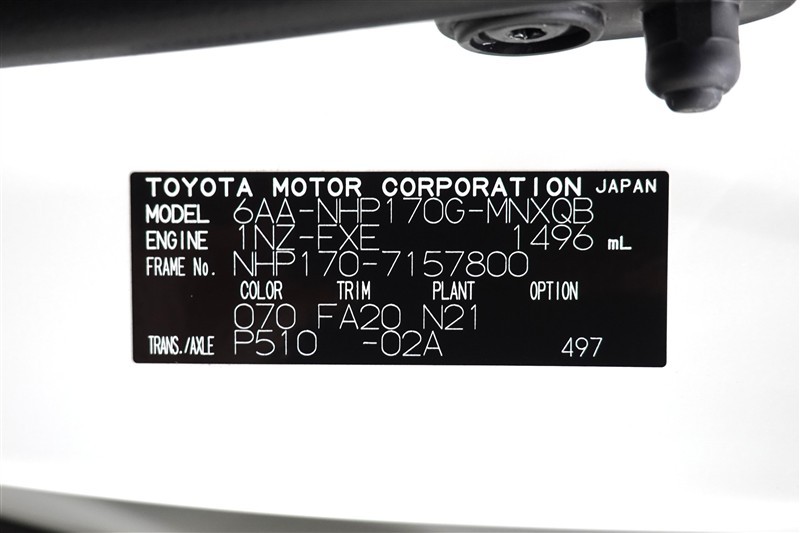 TOYOTA MOTOR CORPORATION JAPAN
MODEL 6AA-NHP170G-MNXQB
ENGINE 1NZ-FXE 1496 mL
FRAME No. NHP170-7157800
COLOR TRIM PLANT OPTION
070 FA20 N21
TRANS./AXLE P510 -02A 497